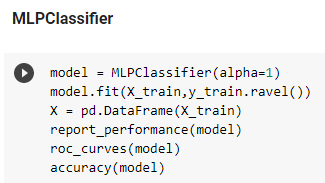 MLPClassifier
model = MLPClassifier(alpha=1)
model.fit(X_train,y_train.ravel())
X = pd.DataFrame(X_train)
report_performance(model)
roc_curves(model)
accuracy(model)